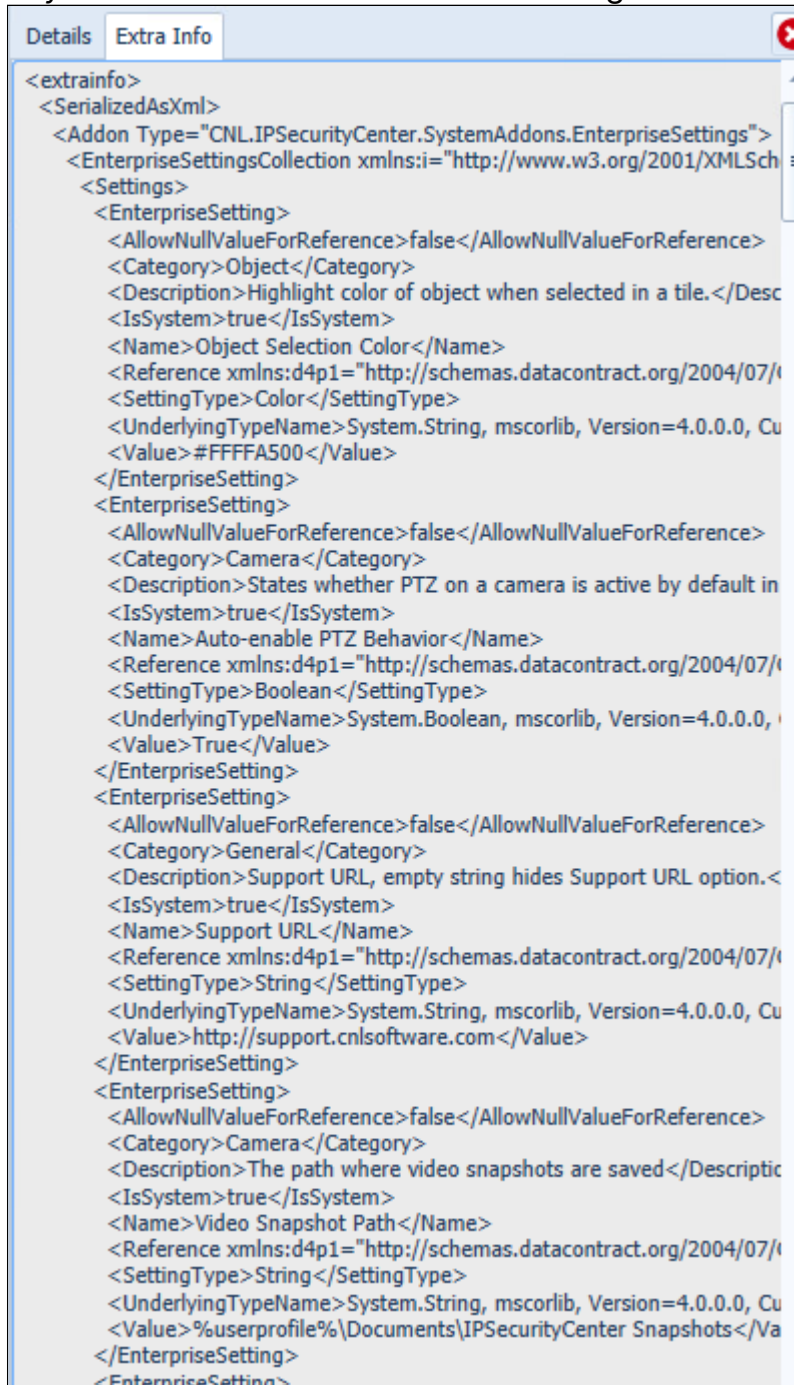 Details Extra Info
<extrainfo>
<SerializedAsXml>
<Addon Type="CNL.IPSecurityCenter.SystemAddons.EnterpriseSettings">
<EnterpriseSettingsCollection xmlns:i="http://www.w3.org/2001/XMLSch
<Settings>
<EnterpriseSetting>
<AllowNullValueForReference>false</AllowNullValueForReference>
<Category>Object</Category>
<Description>Highlight color of object when selected in a tile.</Desc
<IsSystem>true</IsSystem>
<Name>Object Selection Color</Name>
<Reference xmlns:d4p1="http://schemas.datacontract.org/2004/07/
<SettingType>Color</SettingType>
<UnderlyingTypeName>System.String, mscorlib, Version=4.0.0.0, Cu
<Value>#FFFFA500</Value>
</EnterpriseSetting>
<EnterpriseSetting>
<AllowNullValueForReference>false</AllowNullValueForReference>
<Category>Camera</Category>
<Description>States whether PTZ on a camera is active by default in
<IsSystem>true</IsSystem>
<Name>Auto-enable PTZ Behavior</Name>
<Reference xmlns:d4p1="http://schemas.datacontract.org/2004/07/
<SettingType>Boolean</SettingType>
<UnderlyingTypeName>System.Boolean, mscorlib, Version=4.0.0.0,
<Value>True</Value>
</EnterpriseSetting>
<EnterpriseSetting>
<AllowNullValueForReference>false</AllowNullValueForReference>
<Category>General</Category>
<Description>Support URL, empty string hides Support URL option.<
<IsSystem>true</IsSystem>
<Name>Support URL</Name>
<Reference xmlns:d4p1="http://schemas.datacontract.org/2004/07/
<SettingType>String</SettingType>
<UnderlyingTypeName>System.String, mscorlib, Version=4.0.0.0, Cu
<Value>http://support.cnlsoftware.com</Value>
</EnterpriseSetting>
<EnterpriseSetting>
<AllowNullValueForReference>false</AllowNullValueForReference>
<Category>Camera</Category>
<Description>The path where video snapshots are saved</Descriptic
<IsSystem>true</IsSystem>
<Name>Video Snapshot Path</Name>
<Reference xmlns:d4p1="http://schemas.datacontract.org/2004/07/
<SettingType>String</SettingType>
<UnderlyingTypeName>System.String, mscorlib, Version=4.0.0.0, Cu
<Value>%userprofile%\Documents\IPSecurityCenter Snapshots</Va
</EnterpriseSetting>
<EnterpriseSetting>